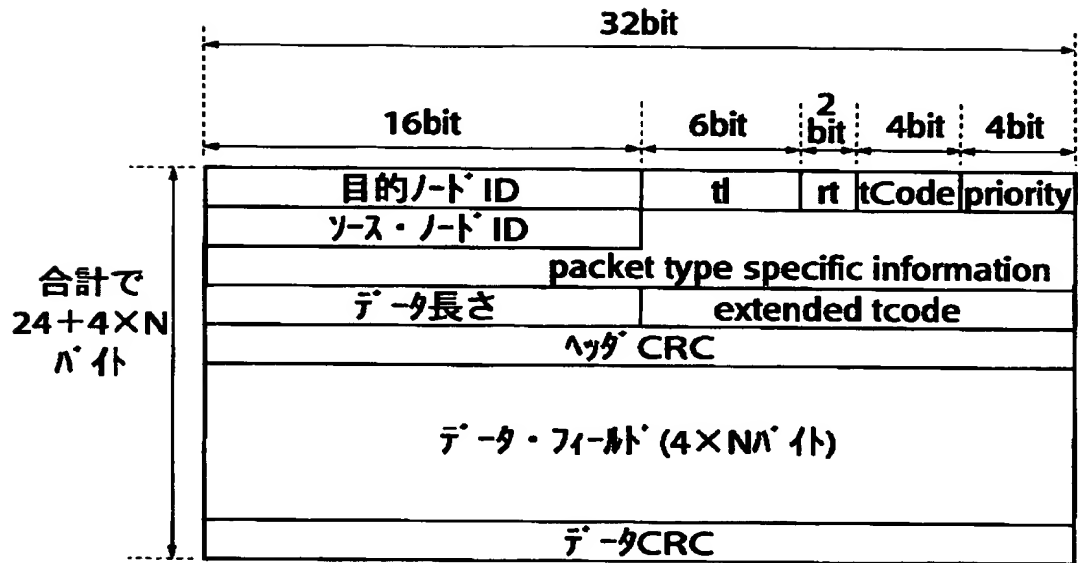 32bit
16bit
6bit
2
bit
4bit
4bit
目的ﾉｰﾄﾞID
tl
rt
tCode
priority
ｿｰｽ・ﾉｰﾄﾞID
packet type specific information
ﾃﾞｰﾀ長さ
extended tcode
ﾍｯﾀﾞCRC
ﾃﾞｰﾀ・ﾌｨｰﾙﾄﾞ(4×Nﾊﾞｲﾄ)
ﾃﾞｰﾀCRC
合計で
24+4×N
ﾊﾞｲﾄ